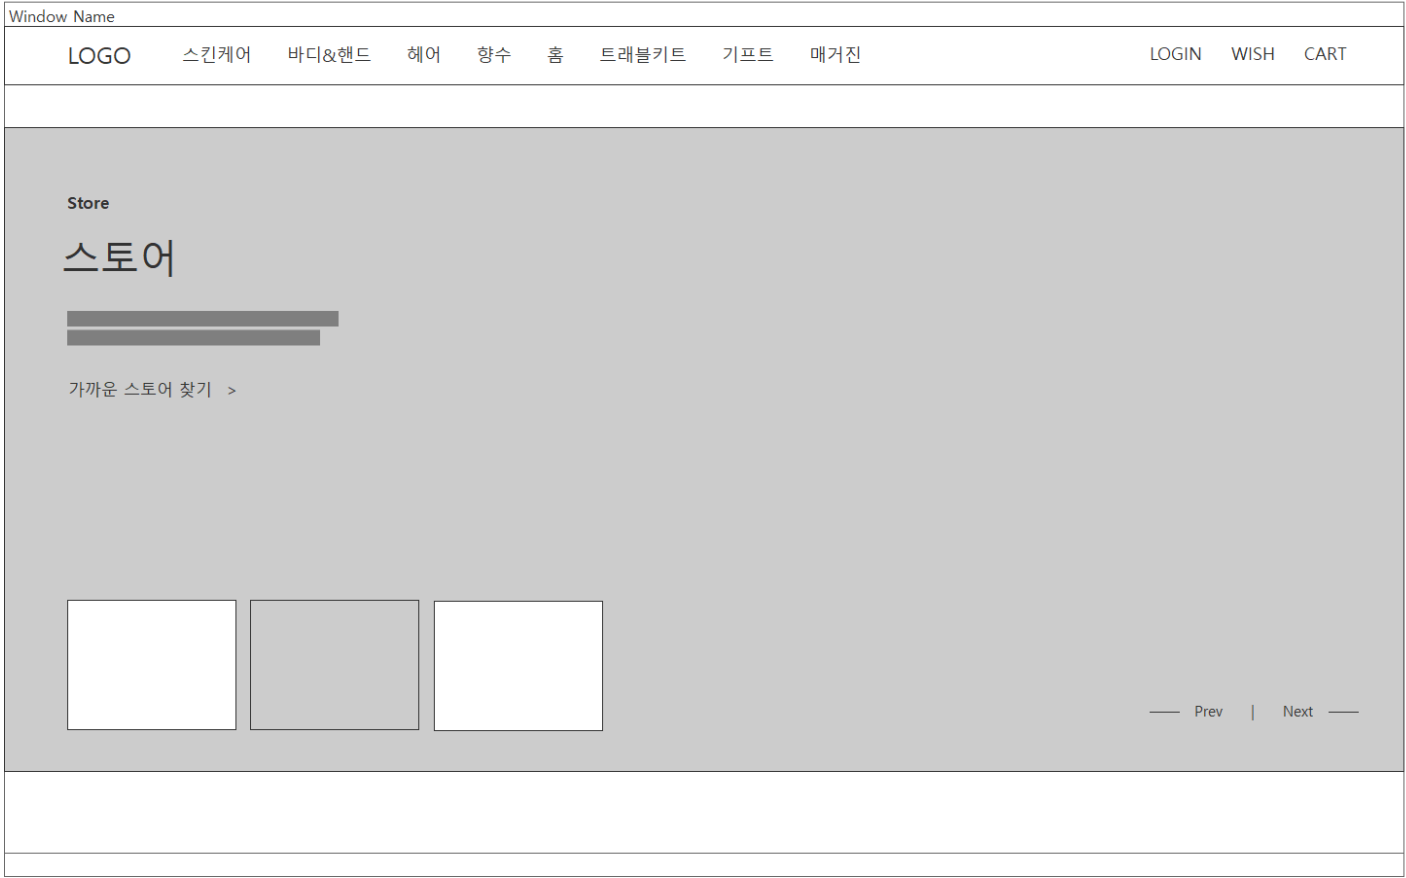 Window Name
LOGO 스킨케어 바디&핸드 헤어 향수 홈 트래블키트 기프트 매거진 LOGIN WISH CART
Store
스토어
가까운 스토어 찾기 >
Prev | Next